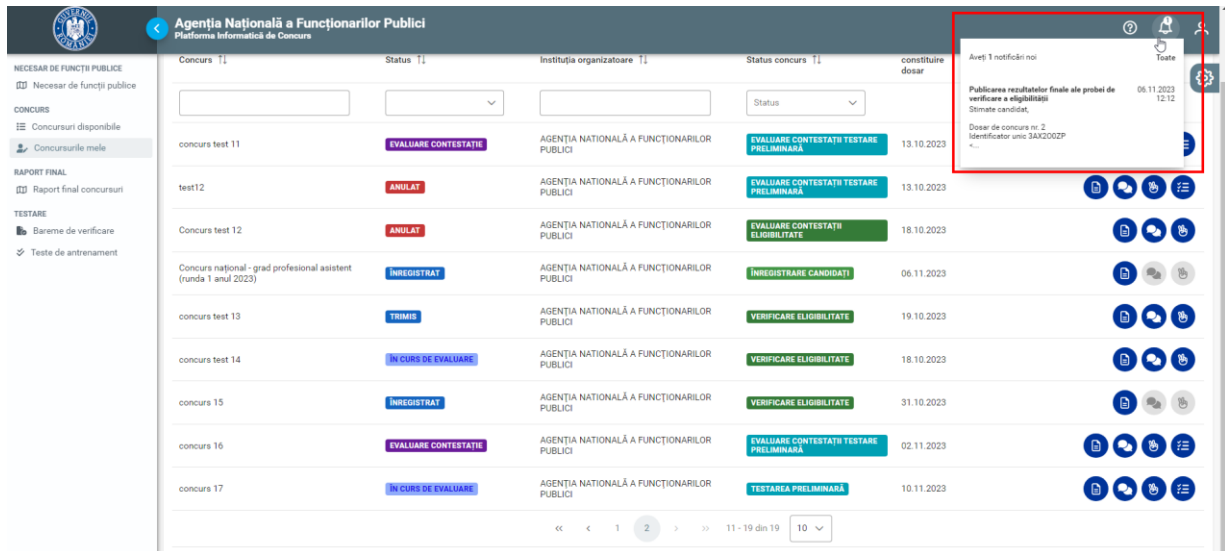 GUVERNUL ROMÂNIEI
Agenția Națională a Funcționarilor Publici
Platforma Informatică de Concurs
1
NECESAR DE FUNCȚII PUBLICE
Necesar de funcții publice
CONCURS
Concursuri disponibile
Concursurile mele
RAPORT FINAL
Raport final concursuri
TESTARE
Bareme de verificare
Teste de antrenament
Aveți 1 notificări noi
Toate
Publicarea rezultatelor finale ale probei de
verificare a eligibilității
06.11.2023
12:12
Stimate candidat,
Dosar de concurs nr. 2
Identificator unic 3AX200ZP
<...
Concurs Status Instituția organizatoare Status concurs constituire
dosar
Status
concurs test 11 EVALUARE CONTESTAȚIE AGENȚIA NATIONALĂ A FUNCȚIONARILOR
PUBLICI
EVALUARE CONTESTAȚII TESTARE
PRELIMINARĂ
13.10.2023
test12 ANULAT AGENȚIA NATIONALĂ A FUNCȚIONARILOR
PUBLICI
EVALUARE CONTESTAȚII TESTARE
PRELIMINARĂ
13.10.2023
Concurs test 12 ANULAT AGENȚIA NATIONALĂ A FUNCȚIONARILOR
PUBLICI
EVALUARE CONTESTAȚII
ELIGIBILITATE
18.10.2023
Concurs național - grad profesional asistent
(runda 1 anul 2023)
ÎNREGISTRAT
AGENȚIA NATIONALĂ A FUNCȚIONARILOR
PUBLICI
ÎNREGISTRARE CANDIDAȚI
06.11.2023
concurs test 13 TRIMIS AGENȚIA NATIONALĂ A FUNCȚIONARILOR
PUBLICI
VERIFICARE ELIGIBILITATE
19.10.2023
concurs test 14 ÎN CURS DE EVALUARE AGENȚIA NATIONALĂ A FUNCȚIONARILOR
PUBLICI
VERIFICARE ELIGIBILITATE
18.10.2023
concurs 15 ÎNREGISTRAT AGENȚIA NATIONALĂ A FUNCȚIONARILOR
PUBLICI
VERIFICARE ELIGIBILITATE
31.10.2023
concurs 16 EVALUARE CONTESTAȚIE AGENȚIA NATIONALĂ A FUNCȚIONARILOR
PUBLICI
EVALUARE CONTESTAȚII TESTARE
PRELIMINARĂ
02.11.2023
concurs 17 ÎN CURS DE EVALUARE AGENȚIA NATIONALĂ A FUNCȚIONARILOR
PUBLICI
TESTAREA PRELIMINARĂ
10.11.2023
« ‹ 1 2 › » 11 - 19 din 19 10